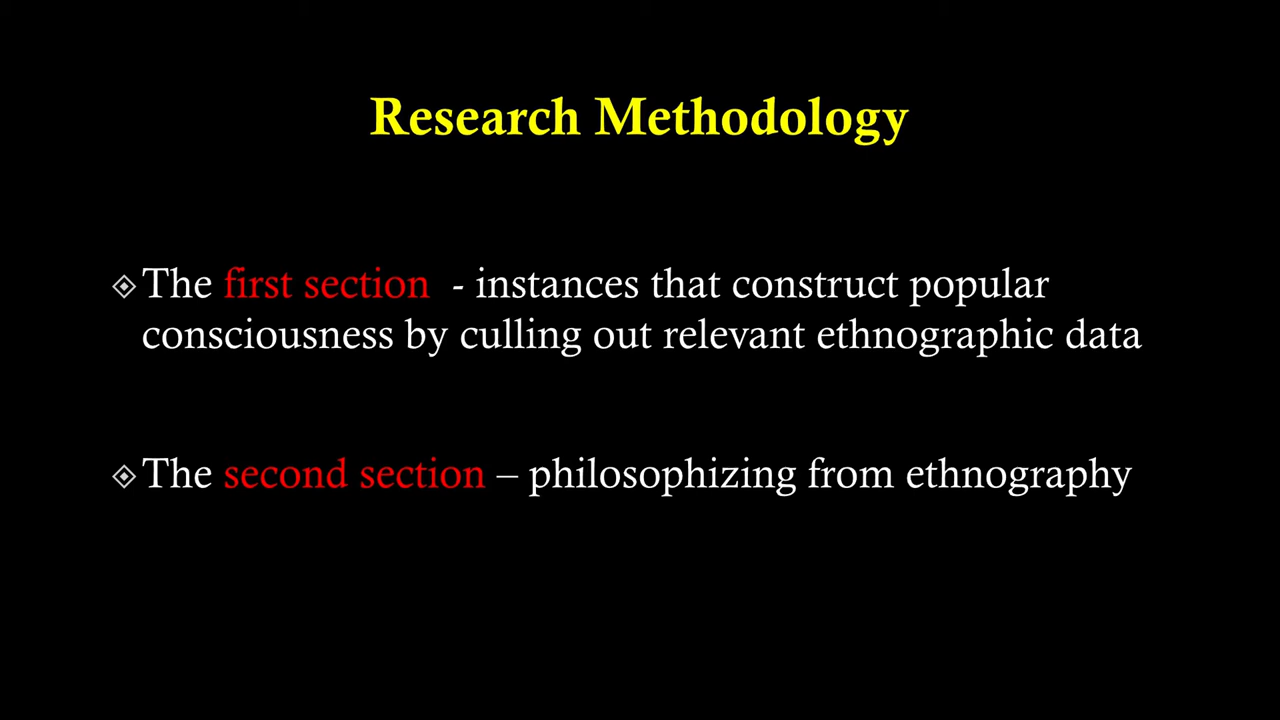 Research Methodology
The first section - instances that construct popular
consciousness by culling out relevant ethnographic data
The second section – philosophizing from ethnography